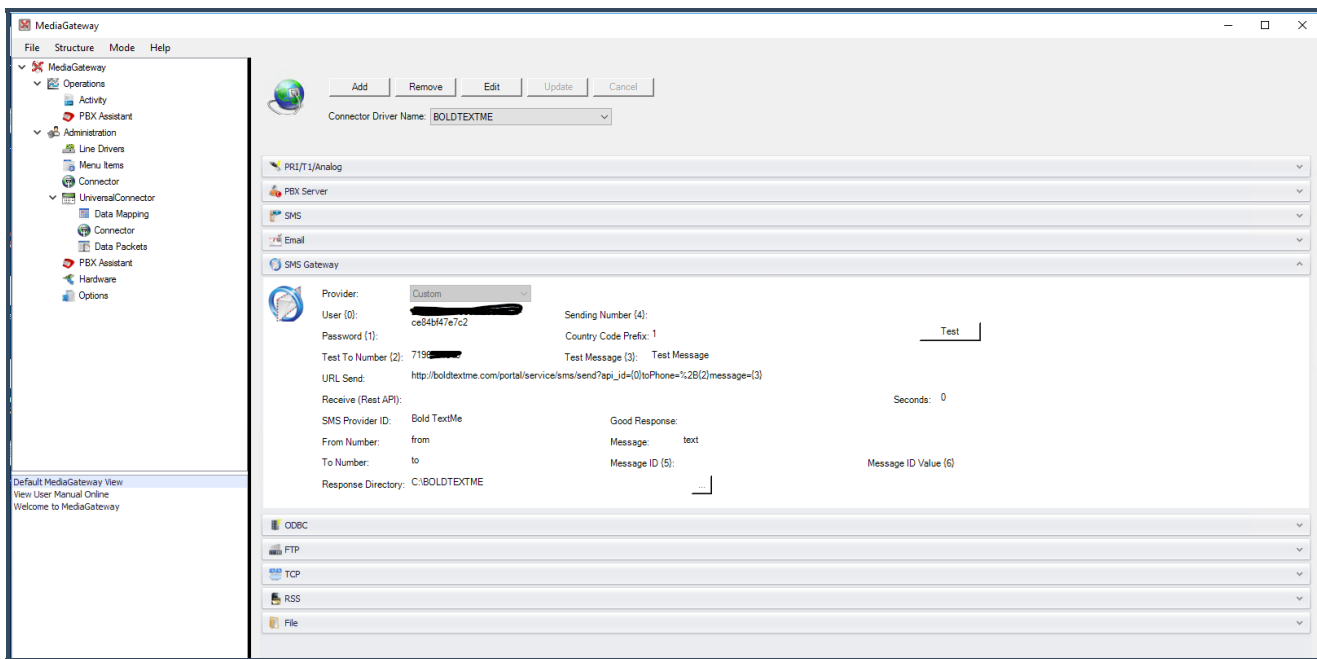 MediaGateway
File Structure Mode Help
MediaGateway
Operations
Activity
PBX Assistant
Administration
Line Drivers
Menu Items
Connector
UniversalConnector
Data Mapping
Connector
Data Packets
PBX Assistant
Hardware
Options
Default MediaGateway View
View User Manual Online
Welcome to MediaGateway
Add Remove Edit Update Cancel
Connector Driver Name: BOLDTEXTME
PRI/T1/Analog
PBX Server
SMS
Email
SMS Gateway
Provider: Custom
User {0}: ce84bf47e7c2 Sending Number {4}:
Password {1}: Country Code Prefix: 1 Test
Test To Number {2}: 719 Test Message {3}: Test Message
URL Send: http://boldtextme.com/portal/service/sms/send?api_id={0}toPhone=%2B{2}message={3}
Receive (Rest API): Seconds: 0
SMS Provider ID: Bold TextMe Good Response:
From Number: from Message: text
To Number: to Message ID {5}: Message ID Value {6}
Response Directory: C:\BOLDTEXTME ...
ODBC
FTP
TCP
RSS
File